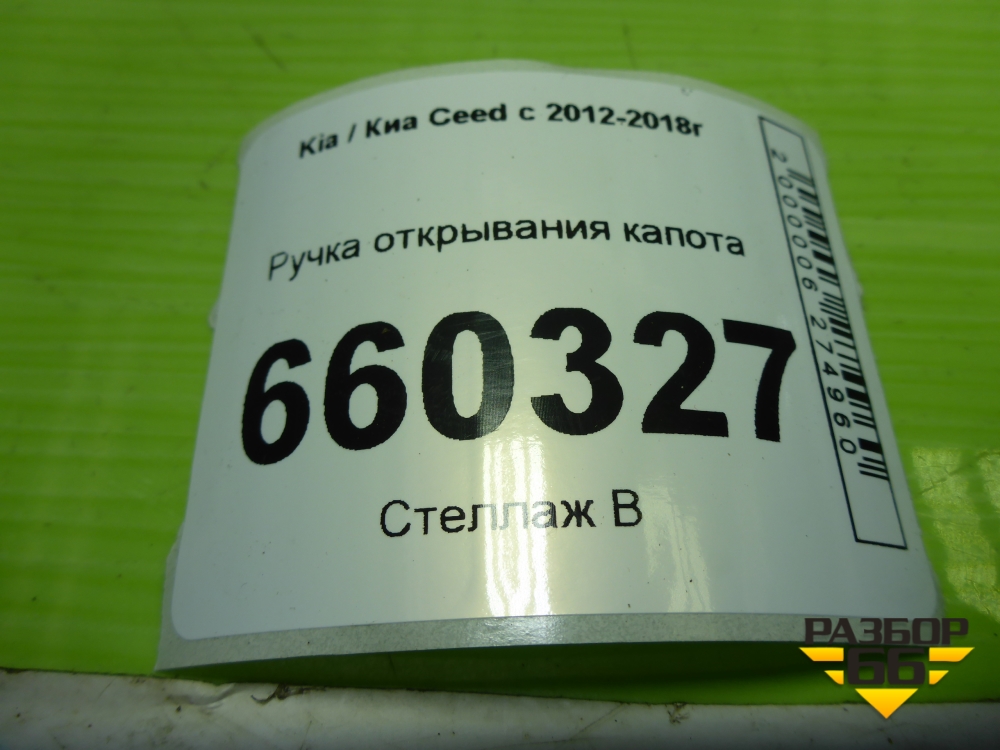 Kia / Киа Ceed с 2012-2018г
Ручка открывания капота
660327
Стеллаж В
2000006274960
РАЗБОР
66